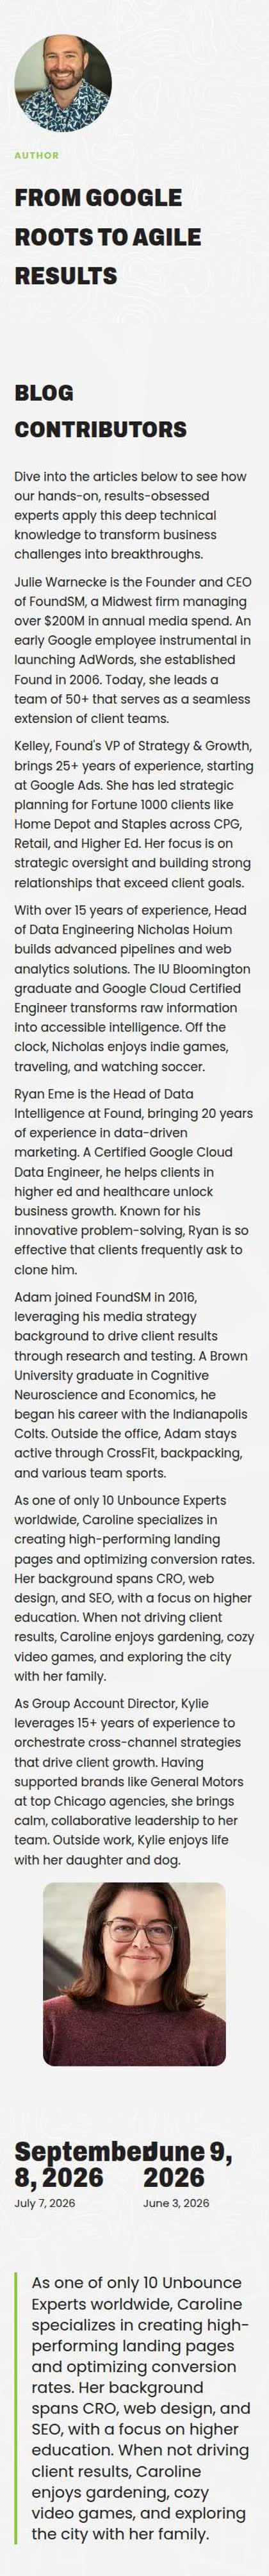 AUTHOR
FROM GOOGLE
ROOTS TO AGILE
RESULTS
BLOG
CONTRIBUTORS
Dive into the articles below to see how
our hands-on, results-obsessed
experts apply this deep technical
knowledge to transform business
challenges into breakthroughs.
Julie Warnecke is the Founder and CEO
of FoundSM, a Midwest firm managing
over $200M in annual media spend. An
early Google employee instrumental in
launching AdWords, she established
Found in 2006. Today, she leads a
team of 50+ that serves as a seamless
extension of client teams.
Kelley, Found's VP of Strategy & Growth,
brings 25+ years of experience, starting
at Google Ads. She has led strategic
planning for Fortune 1000 clients like
Home Depot and Staples across CPG,
Retail, and Higher Ed. Her focus is on
strategic oversight and building strong
relationships that exceed client goals.
With over 15 years of experience, Head
of Data Engineering Nicholas Hoium
builds advanced pipelines and web
analytics solutions. The IU Bloomington
graduate and Google Cloud Certified
Engineer transforms raw information
into accessible intelligence. Off the
clock, Nicholas enjoys indie games,
traveling, and watching soccer.
Ryan Eme is the Head of Data
Intelligence at Found, bringing 20 years
of experience in data-driven
marketing. A Certified Google Cloud
Data Engineer, he helps clients in
higher ed and healthcare unlock
business growth. Known for his
innovative problem-solving, Ryan is so
effective that clients frequently ask to
clone him.
Adam joined FoundSM in 2016,
leveraging his media strategy
background to drive client results
through research and testing. A Brown
University graduate in Cognitive
Neuroscience and Economics, he
began his career with the Indianapolis
Colts. Outside the office, Adam stays
active through CrossFit, backpacking,
and various team sports.
As one of only 10 Unbounce Experts
worldwide, Caroline specializes in
creating high-performing landing
pages and optimizing conversion rates.
Her background spans CRO, web
design, and SEO, with a focus on higher
education. When not driving client
results, Caroline enjoys gardening, cozy
video games, and exploring the city
with her family.
As Group Account Director, Kylie
leverages 15+ years of experience to
orchestrate cross-channel strategies
that drive client growth. Having
supported brands like General Motors
at top Chicago agencies, she brings
calm, collaborative leadership to her
team. Outside work, Kylie enjoys life
with her daughter and dog.
September
8, 2026
July 7, 2026
June 9,
2026
June 3, 2026
As one of only 10 Unbounce
Experts worldwide, Caroline
specializes in creating high-
performing landing pages
and optimizing conversion
rates. Her background
spans CRO, web design, and
SEO, with a focus on higher
education. When not driving
client results, Caroline
enjoys gardening, cozy
video games, and exploring
the city with her family.